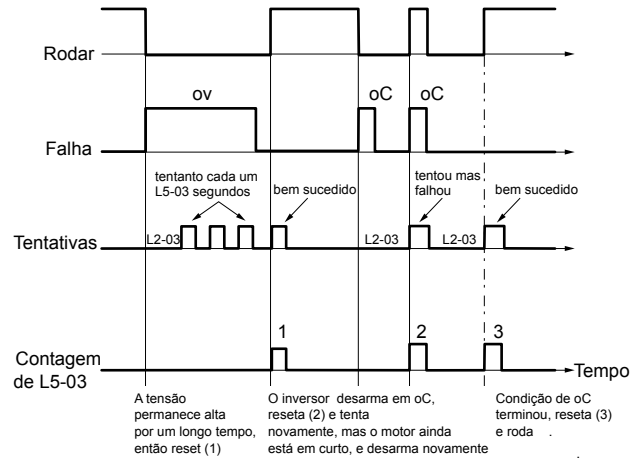 Rodar
ov
oC
oC
Falha
tentanto cada um
L5-03 segundos
bem sucedido
tentou mas
falhou
bem sucedido
Tentativas
L2-03
L2-03
L2-03
1
2
3
Contagem
de L5-03
Tempo
A tensão
permanece alta
por um longo tempo,
então reset (1)
O inversor desarma em oC,
reseta (2) e tenta
novamente, mas o motor ainda
está em curto, e desarma novamente
Condição de oC
terminou, reseta (3)
e roda .
.